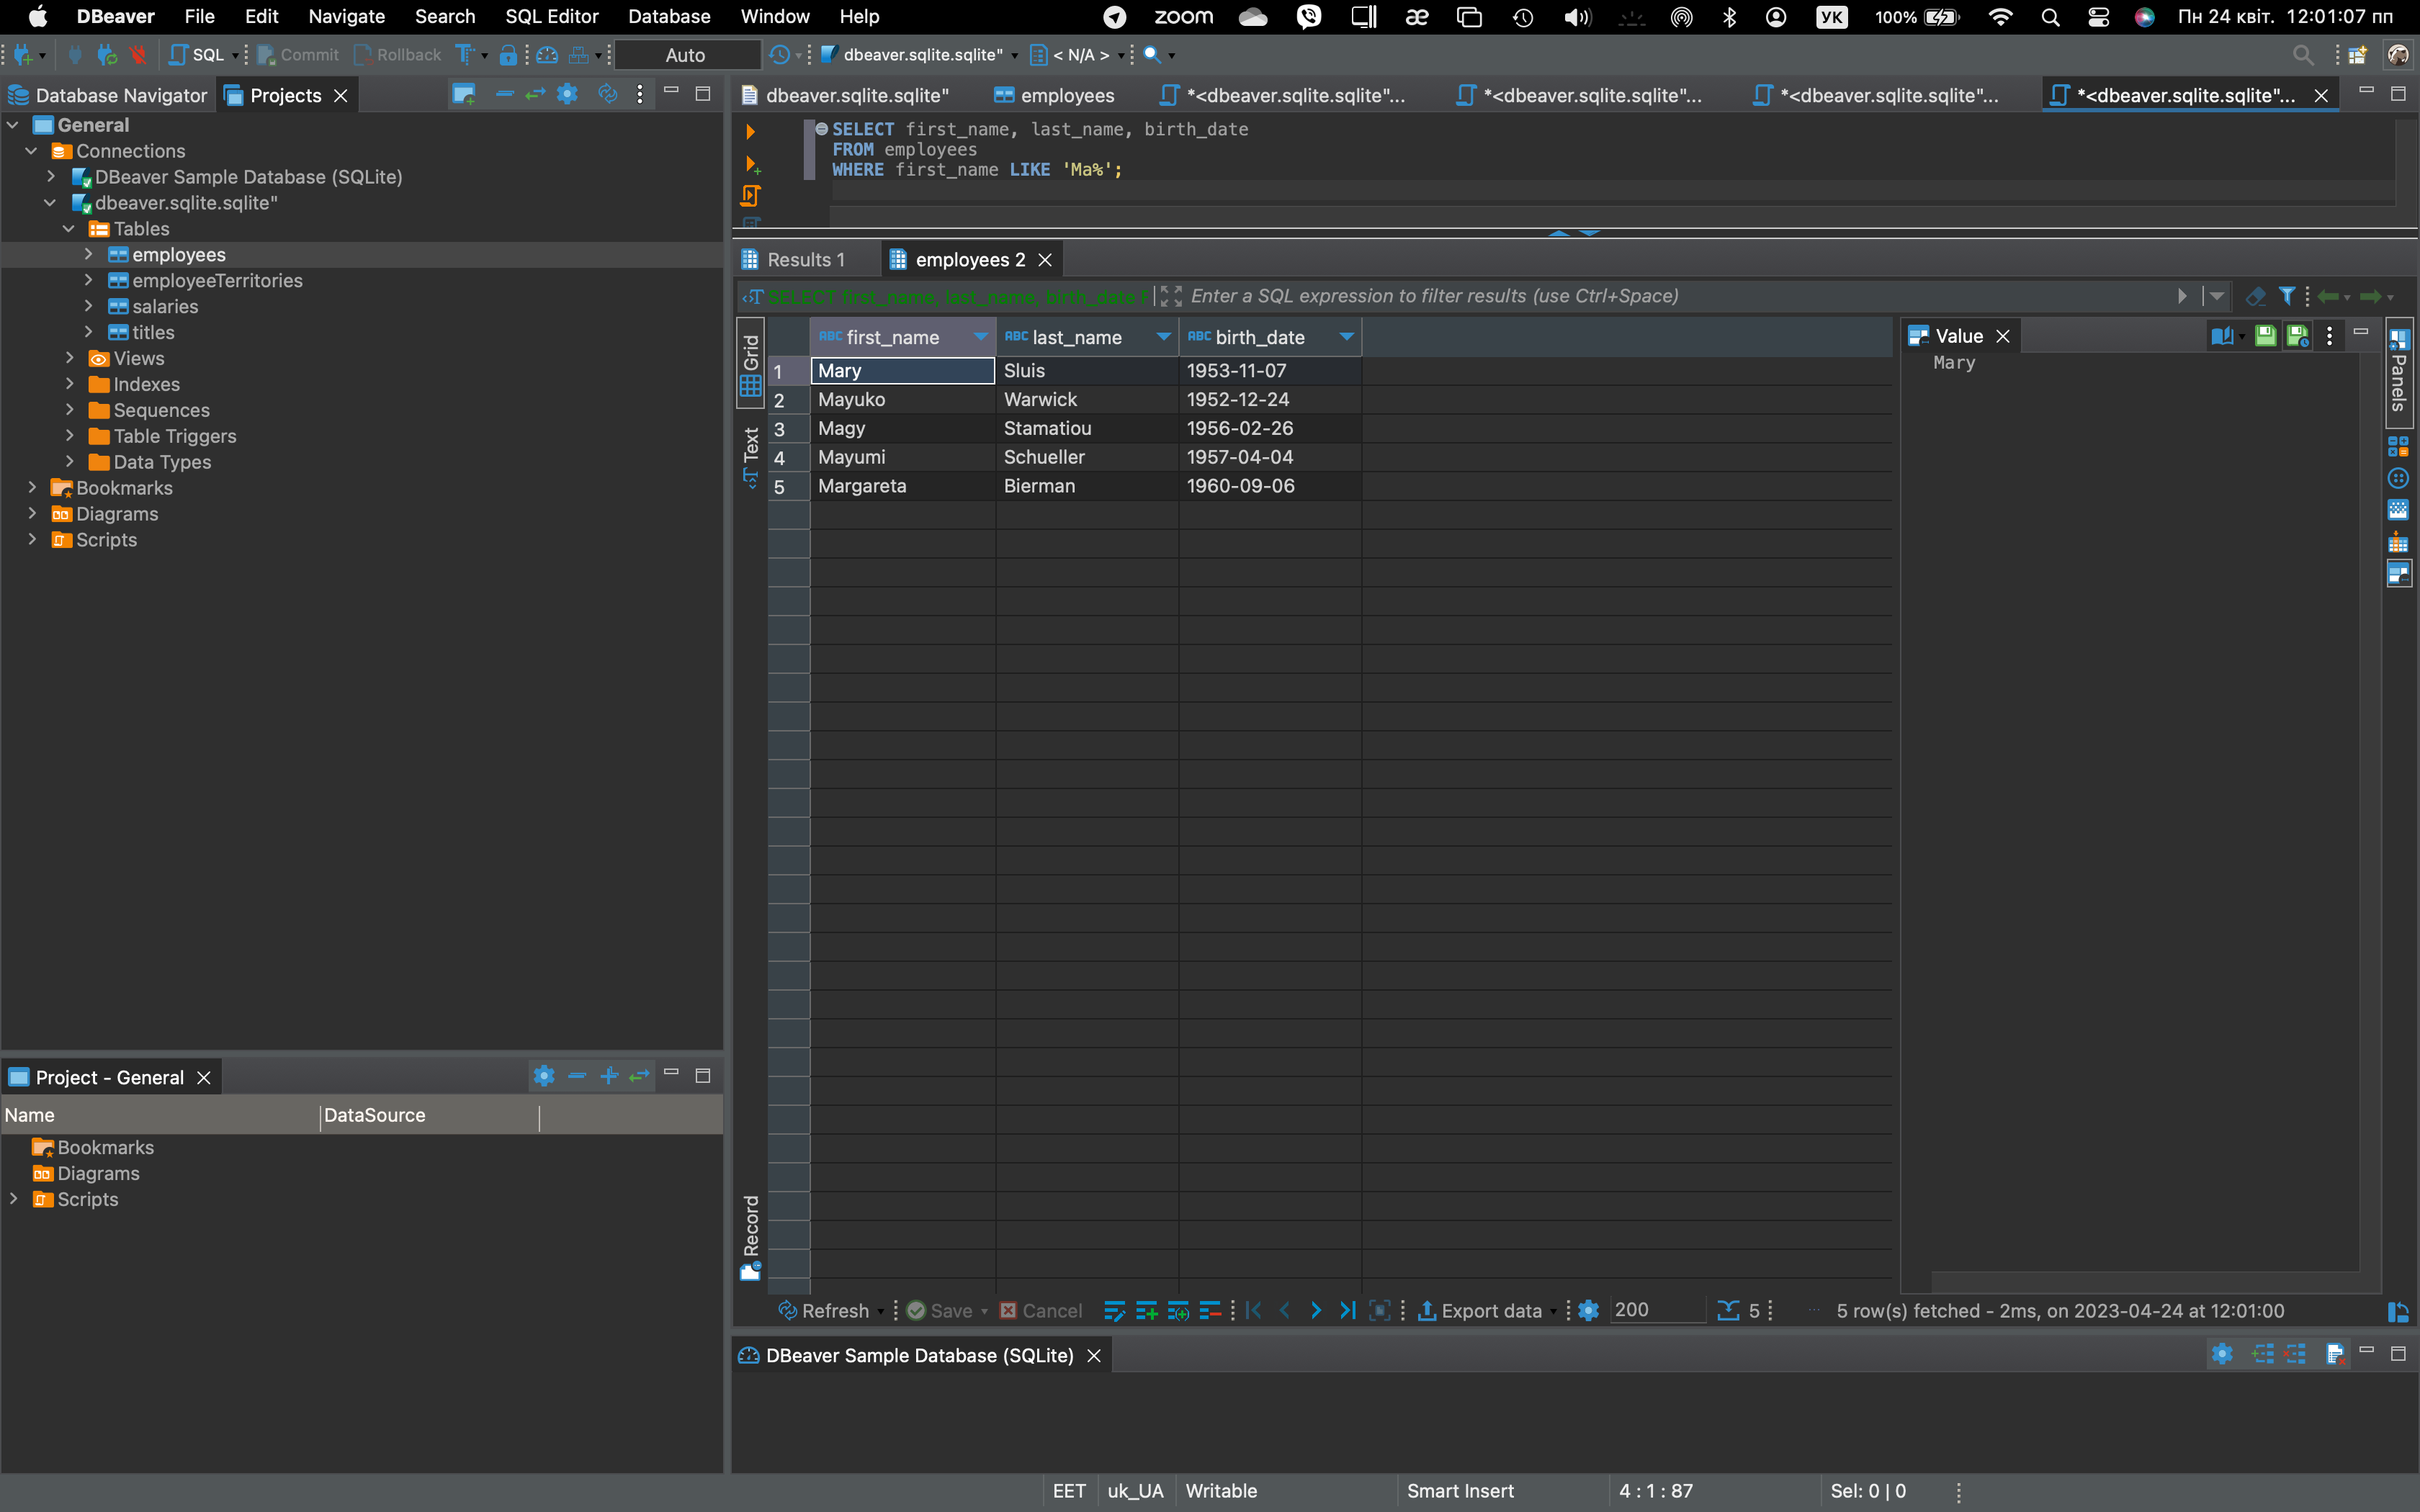 DBeaver File Edit Navigate Search SQL Editor Database Window Help zoom УК 100% Пн 24 квіт. 12:01:07 пп
SQL Commit Rollback Auto dbeaver.sqlite.sqlite" < N/A >
Database Navigator Projects
General
Connections
DBeaver Sample Database (SQLite)
dbeaver.sqlite.sqlite"
Tables
employees
employeeTerritories
salaries
titles
Views
Indexes
Sequences
Table Triggers
Data Types
Bookmarks
Diagrams
Scripts
dbeaver.sqlite.sqlite" employees *<dbeaver.sqlite.sqlite"... *<dbeaver.sqlite.sqlite"... *<dbeaver.sqlite.sqlite"... *<dbeaver.sqlite.sqlite"...
SELECT first_name, last_name, birth_date
FROM employees
WHERE first_name LIKE 'Ma%';
Results 1 employees 2
SELECT first_name, last_name, birth_date F Enter a SQL expression to filter results (use Ctrl+Space)
Grid
Text
Record
ABC first_name ABC last_name ABC birth_date
1 Mary Sluis 1953-11-07
2 Mayuko Warwick 1952-12-24
3 Magy Stamatiou 1956-02-26
4 Mayumi Schueller 1957-04-04
5 Margareta Bierman 1960-09-06
Value
Mary
Panels
Refresh Save Cancel Export data 200 5 5 row(s) fetched - 2ms, on 2023-04-24 at 12:01:00
Project - General
Name DataSource
Bookmarks
Diagrams
Scripts
DBeaver Sample Database (SQLite)
EET uk_UA Writable Smart Insert 4 : 1 : 87 Sel: 0 | 0